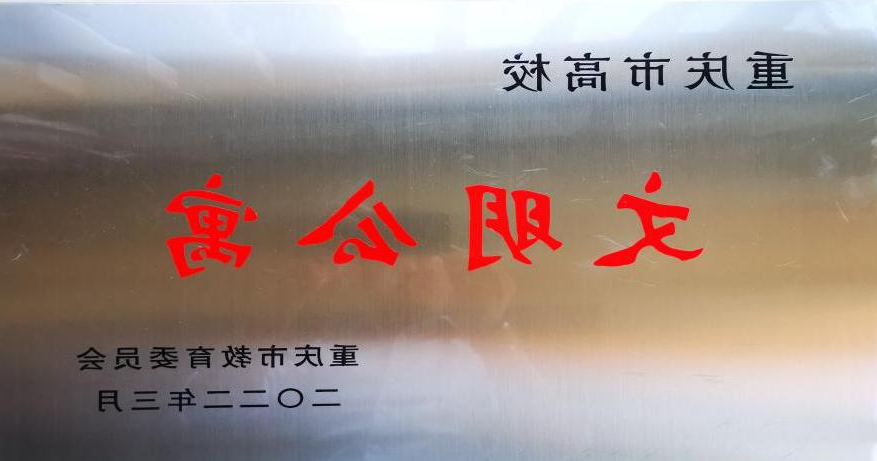 重庆市高校
文明公寓
重庆市教育委员会
二〇二二年三月